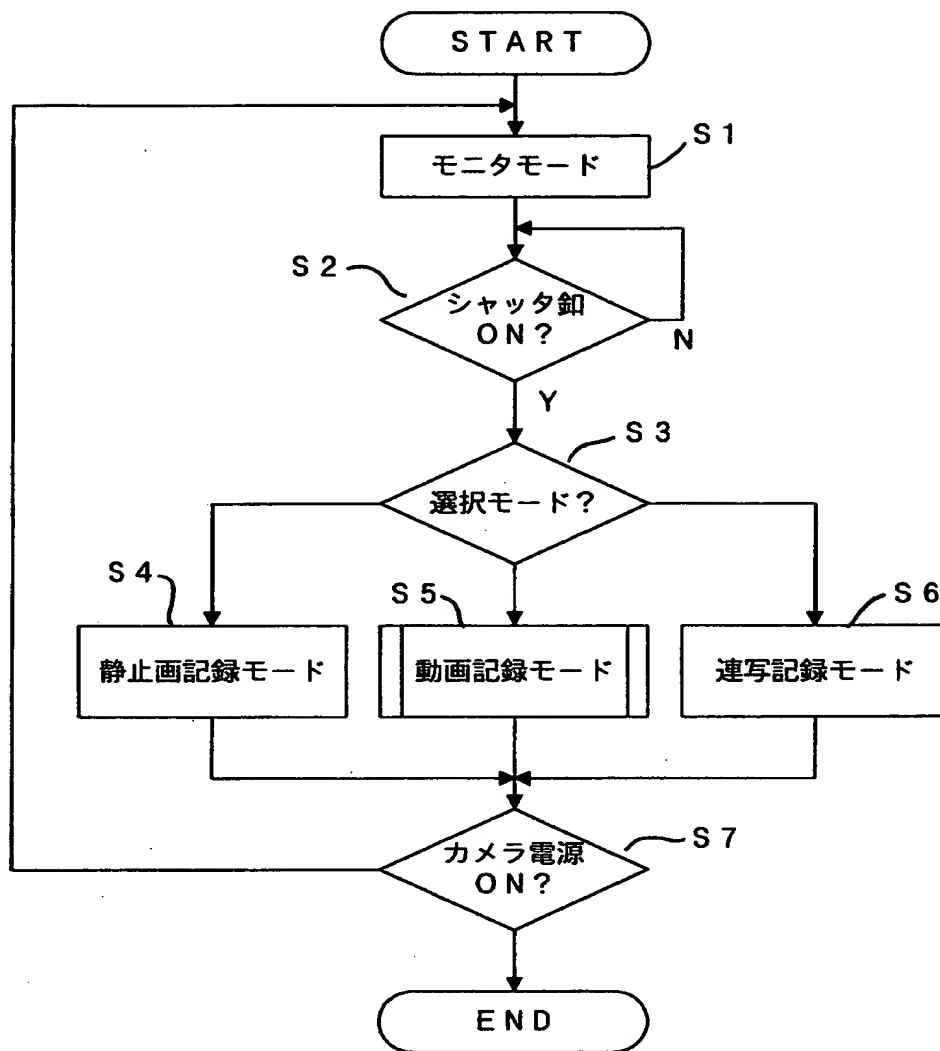 START
S1
モニタモード
S2
シャッタ釦
ON?
N
Y
S3
選択モード?
S4
S5
S6
静止画記録モード
動画記録モード
連写記録モード
S7
カメラ電源
ON?
END